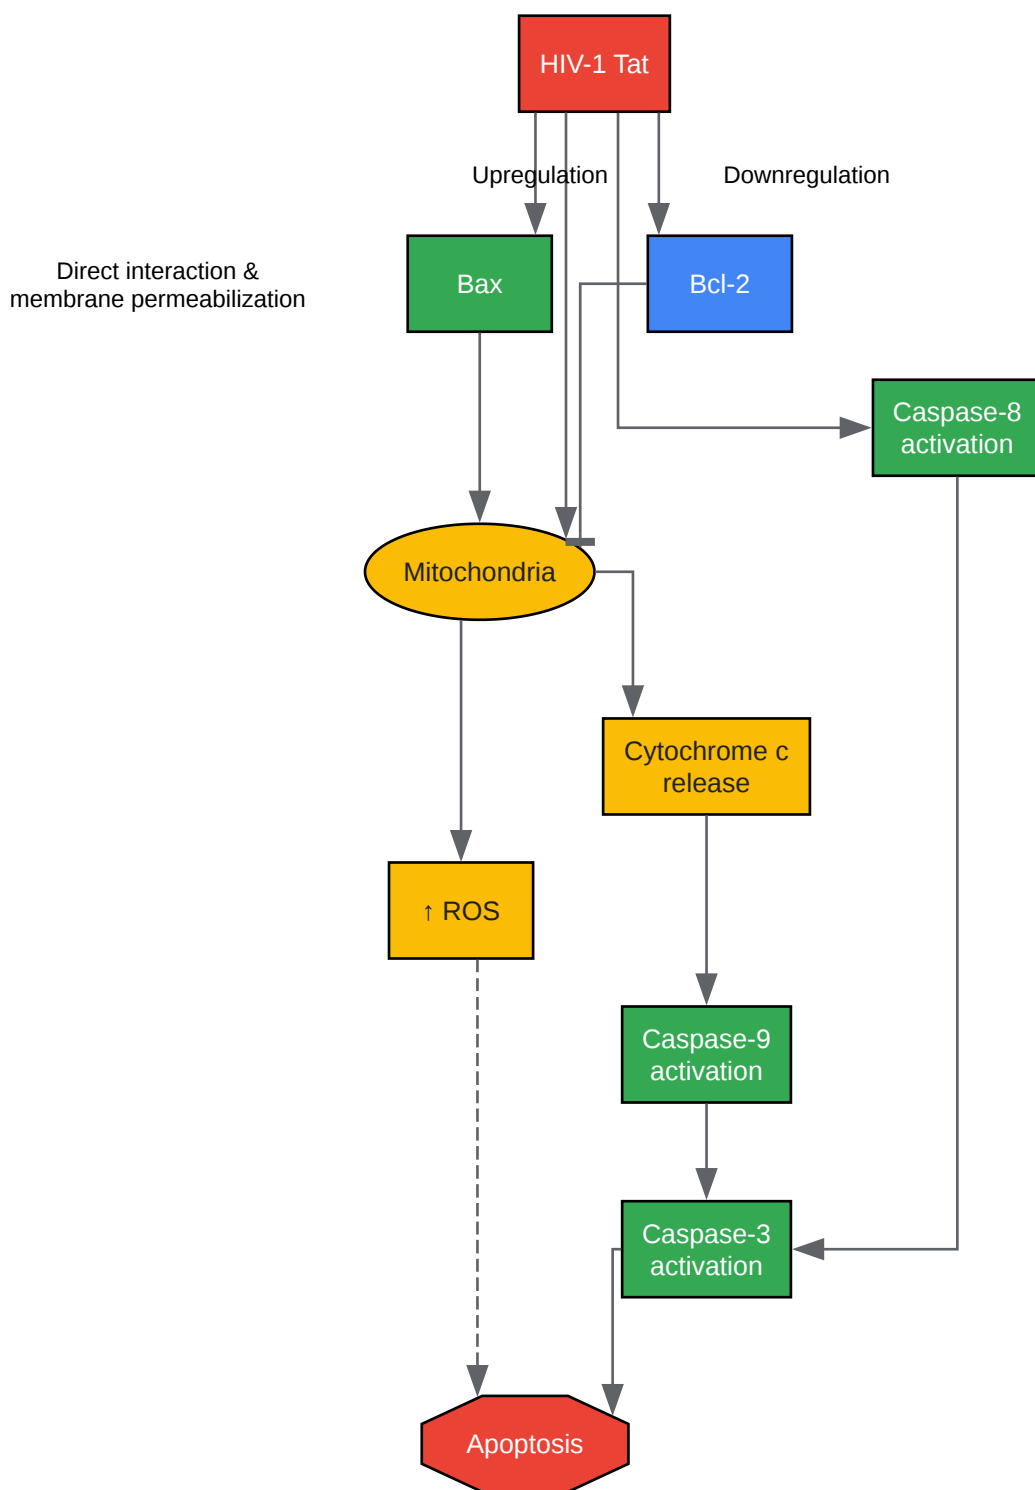 HIV-1 Tat
Upregulation
Downregulation
Direct interaction &
membrane permeabilization
Bax
Bcl-2
Caspase-8
activation
Mitochondria
Cytochrome c
release
↑ ROS
Caspase-9
activation
Caspase-3
activation
Apoptosis